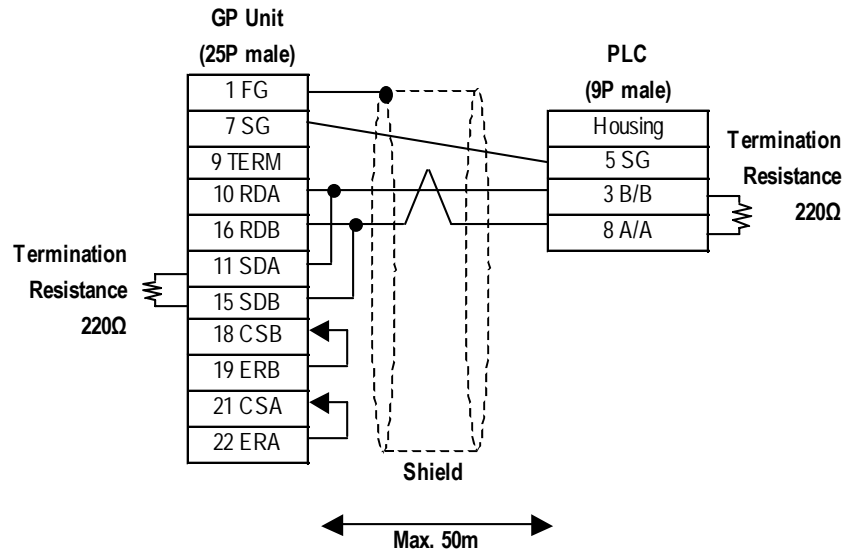 GP Unit
(25P male)
1 FG
7 SG
9 TERM
10 RDA
16 RDB
11 SDA
15 SDB
18 CSB
19 ERB
21 CSA
22 ERA
Termination
Resistance
220Ω
Shield
Max. 50m
PLC
(9P male)
Housing
5 SG
3 B/B
8 A/A
Termination
Resistance
220Ω